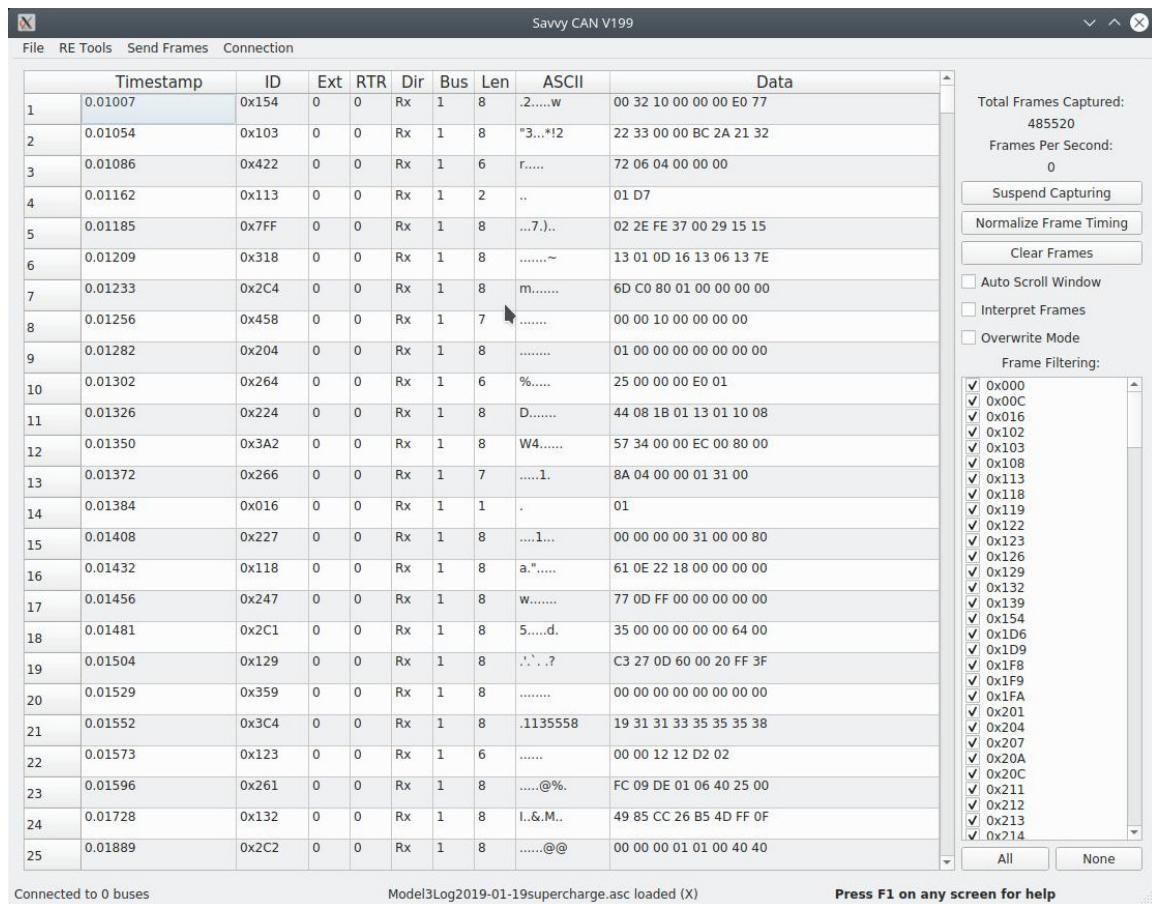 Savvy CAN V199
File RE Tools Send Frames Connection
Timestamp ID Ext RTR Dir Bus Len ASCII Data
1 0.01007 0x154 0 0 Rx 1 8 .2.....w 00 32 10 00 00 00 E0 77
2 0.01054 0x103 0 0 Rx 1 8 "3...*!2 22 33 00 00 BC 2A 21 32
3 0.01086 0x422 0 0 Rx 1 6 r..... 72 06 04 00 00 00
4 0.01162 0x113 0 0 Rx 1 2 .. 01 D7
5 0.01185 0x7FF 0 0 Rx 1 8 ...7.).. 02 2E FE 37 00 29 15 15
6 0.01209 0x318 0 0 Rx 1 8 .......~ 13 01 0D 16 13 06 13 7E
7 0.01233 0x2C4 0 0 Rx 1 8 m....... 6D C0 80 01 00 00 00 00
8 0.01256 0x458 0 0 Rx 1 7 ....... 00 00 10 00 00 00 00
9 0.01282 0x204 0 0 Rx 1 8 ........ 01 00 00 00 00 00 00 00
10 0.01302 0x264 0 0 Rx 1 6 %..... 25 00 00 00 E0 01
11 0.01326 0x224 0 0 Rx 1 8 D....... 44 08 1B 01 13 01 10 08
12 0.01350 0x3A2 0 0 Rx 1 8 W4...... 57 34 00 00 EC 00 80 00
13 0.01372 0x266 0 0 Rx 1 7 .....1. 8A 04 00 00 01 31 00
14 0.01384 0x016 0 0 Rx 1 1 . 01
15 0.01408 0x227 0 0 Rx 1 8 ....1... 00 00 00 00 31 00 00 80
16 0.01432 0x118 0 0 Rx 1 8 a."..... 61 0E 22 18 00 00 00 00
17 0.01456 0x247 0 0 Rx 1 8 w....... 77 0D FF 00 00 00 00 00
18 0.01481 0x2C1 0 0 Rx 1 8 5.....d. 35 00 00 00 00 00 64 00
19 0.01504 0x129 0 0 Rx 1 8 .'.`. .? C3 27 0D 60 00 20 FF 3F
20 0.01529 0x359 0 0 Rx 1 8 ........ 00 00 00 00 00 00 00 00
21 0.01552 0x3C4 0 0 Rx 1 8 .1135558 19 31 31 33 35 35 35 38
22 0.01573 0x123 0 0 Rx 1 6 ...... 00 00 12 12 D2 02
23 0.01596 0x261 0 0 Rx 1 8 .....@%. FC 09 DE 01 06 40 25 00
24 0.01728 0x132 0 0 Rx 1 8 I..&.M.. 49 85 CC 26 B5 4D FF 0F
25 0.01889 0x2C2 0 0 Rx 1 8 ......@@ 00 00 00 01 01 00 40 40
Total Frames Captured:
485520
Frames Per Second:
0
Suspend Capturing
Normalize Frame Timing
Clear Frames
Auto Scroll Window
Interpret Frames
Overwrite Mode
Frame Filtering:
0x000
0x00C
0x016
0x102
0x103
0x108
0x113
0x118
0x119
0x122
0x123
0x126
0x129
0x132
0x139
0x154
0x1D6
0x1D9
0x1F8
0x1F9
0x1FA
0x201
0x204
0x207
0x20A
0x20C
0x211
0x212
0x213
0x214
All None
Connected to 0 buses Model3Log2019-01-19supercharge.asc loaded (X) Press F1 on any screen for help